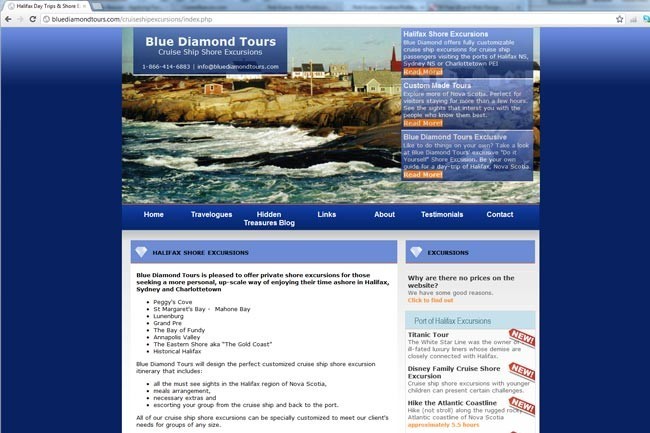 Halifax Day Trips & Shore E
bluediamondtours.com/cruiseshipexcursions/index.php
Blue Diamond Tours
Cruise Ship Shore Excursions
1-866-414-6883 | info@bluediamondtours.com
Halifax Shore Excursions
Blue Diamond offers fully customizable
cruise ship excursions for cruise ship
passengers visiting the ports of Halifax NS,
Sydney NS or Charlottetown PEI
Read More!
Custom Made Tours
Explore more of Nova Scotia. Perfect for
visitors staying for more than a few hours.
See the sights that interst you with the
people who know them best.
Read More!
Blue Diamond Tours Exclusive
Like to do things on your own? Take a look
at Blue Diamond Tours' exclusive "Do it
Yourself" Shore Excusion. Be your own
guide for a day-trip of Halifax, Nova Scotia.
Read More!
Home Travelogues Hidden Links About Testimonials Contact
Treasures Blog
HALIFAX SHORE EXCURSIONS
Blue Diamond Tours is pleased to offer private shore excursions for those
seeking a more personal, up-scale way of enjoying their time ashore in Halifax,
Sydney and Charlottetown
Peggy's Cove
St Margaret's Bay - Mahone Bay
Lunenburg
Grand Pre
The Bay of Fundy
Annapolis Valley
The Eastern Shore aka "The Gold Coast"
Historical Halifax
Blue Diamond Tours will design the perfect customized cruise ship shore excursion
itinerary that includes:
all the must see sights in the Halifax region of Nova Scotia,
meals arrangement,
necessary extras and
escorting your group from the cruise ship and back to the port.
All of our cruise ship shore excursions can be specially customized to meet our client's
needs for groups of any size.
EXCURSIONS
Why are there no prices on the
website?
We have some good reasons.
Click to find out
Port of Halifax Excursions
Titanic Tour
NEW!
The White Star Line was the owner of
ill-fated luxury liners whose demise are
closely connected with Halifax.
Disney Family Cruise Shore
Excursion
NEW!
Cruise ship shore excursions with younger
children can present certain challenges.
Hike the Atlantic Coastline
NEW!
Hike (not stroll) along the rugged rocky
Atlantic coastline of Nova Scotia
approximately 5.5 hours